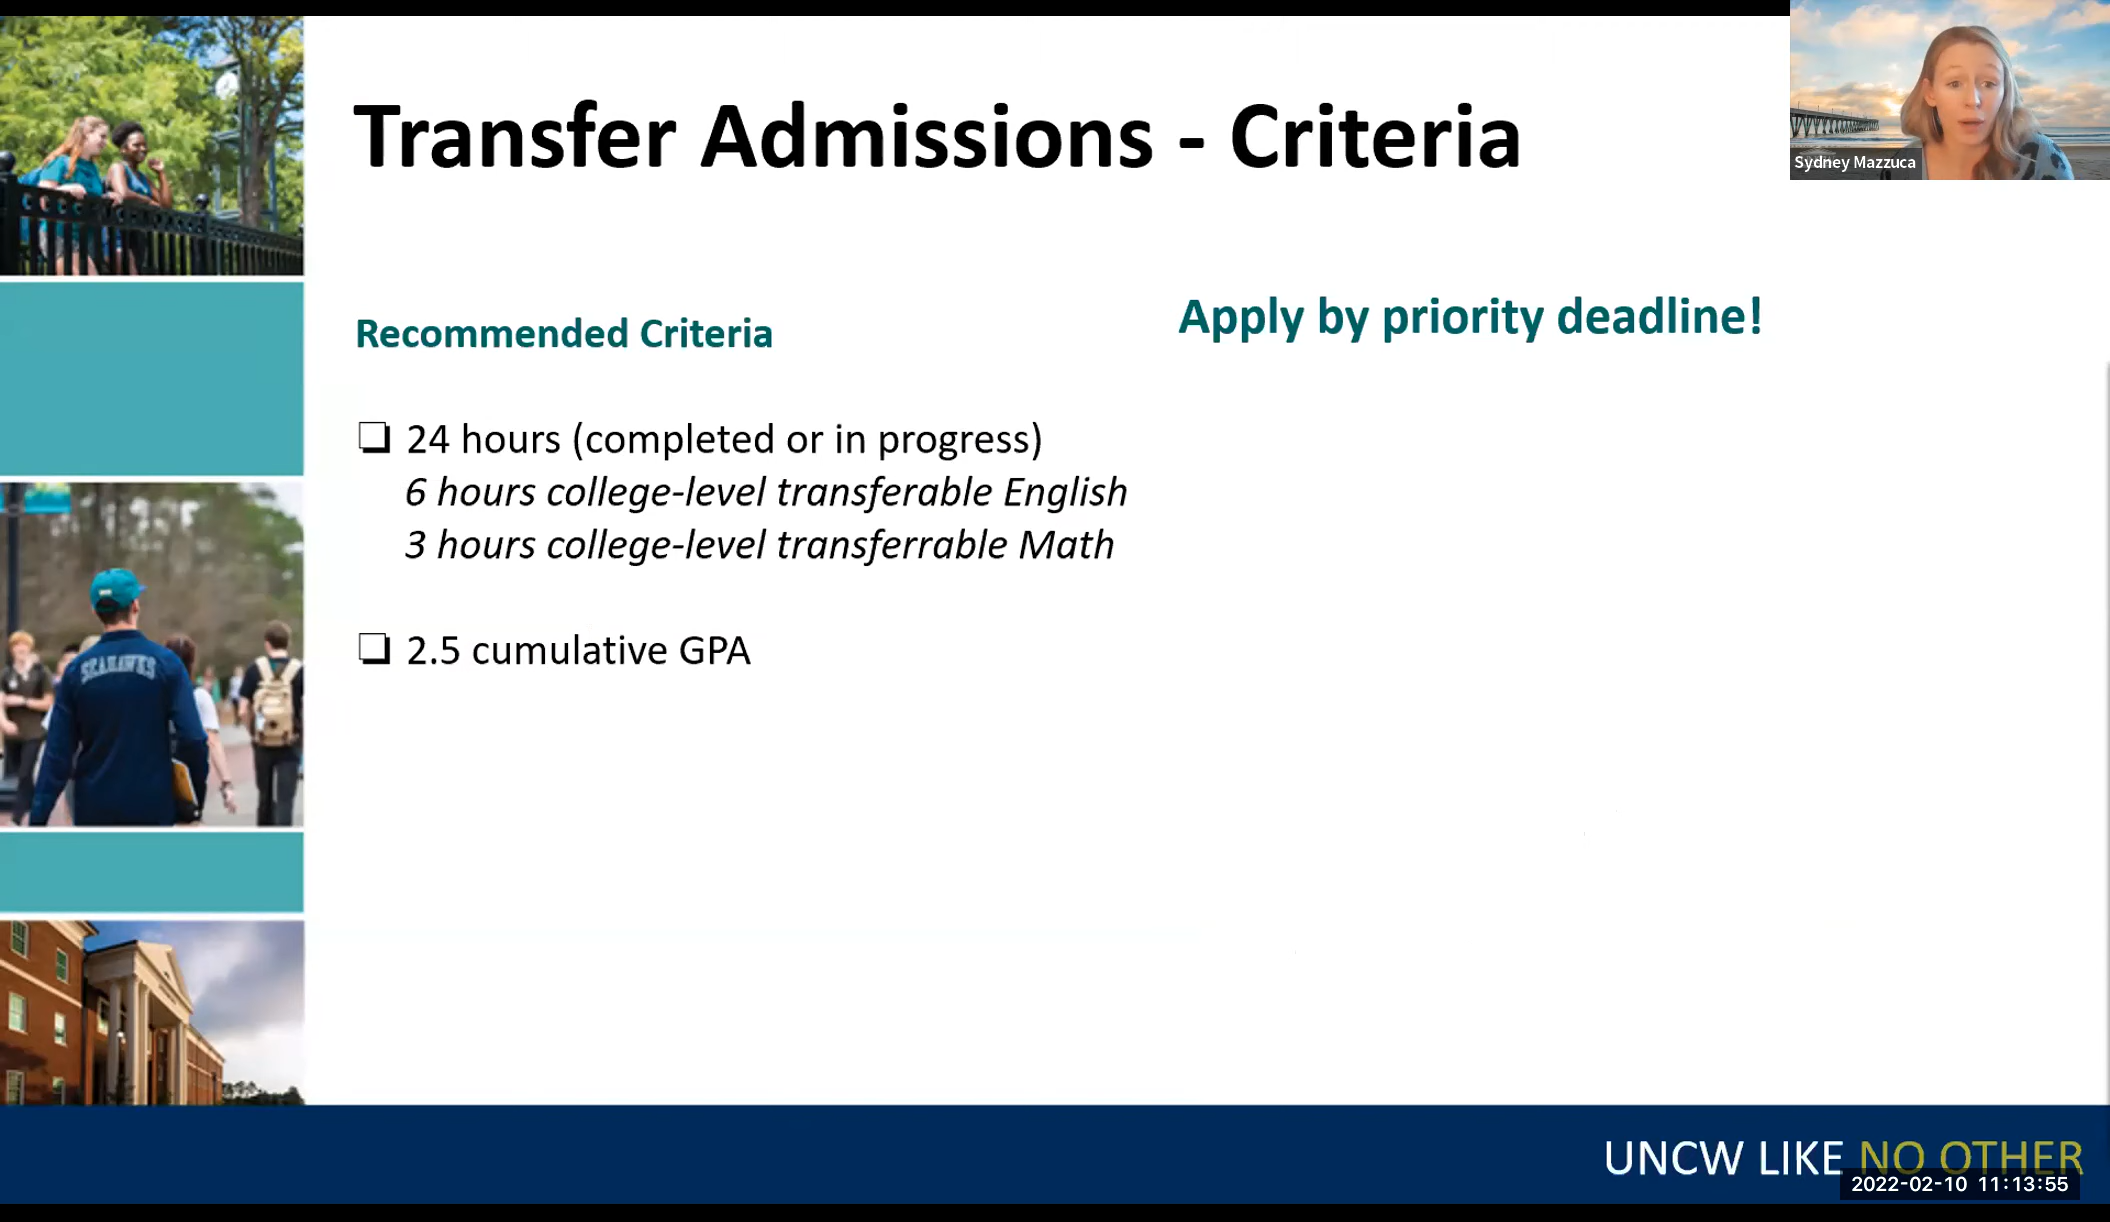 Transfer Admissions - Criteria
Sydney Mazzuca
Recommended Criteria
Apply by priority deadline!
❏ 24 hours (completed or in progress)
6 hours college-level transferable English
3 hours college-level transferrable Math
❏ 2.5 cumulative GPA
SEAHAWKS
UNCW LIKE NO OTHER
2022-02-10 11:13:55